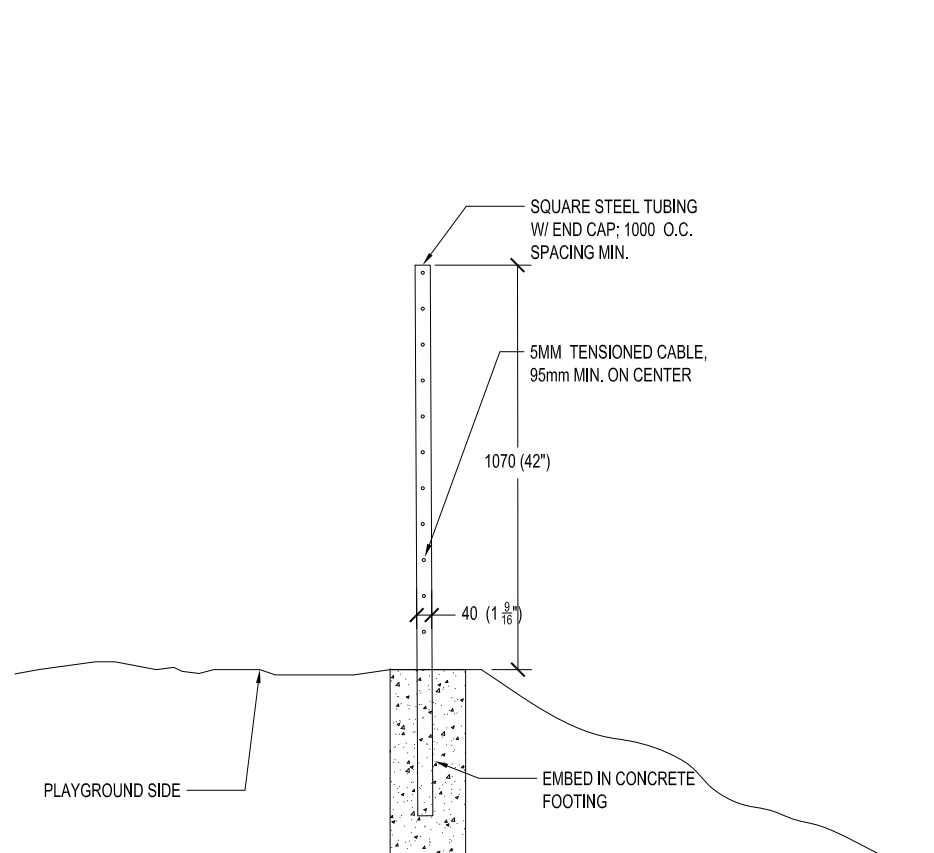 SQUARE STEEL TUBING
W/ END CAP; 1000 O.C.
SPACING MIN.
5MM TENSIONED CABLE,
95mm MIN. ON CENTER
1070 (42")
40 (1 9/16")
PLAYGROUND SIDE
EMBED IN CONCRETE
FOOTING